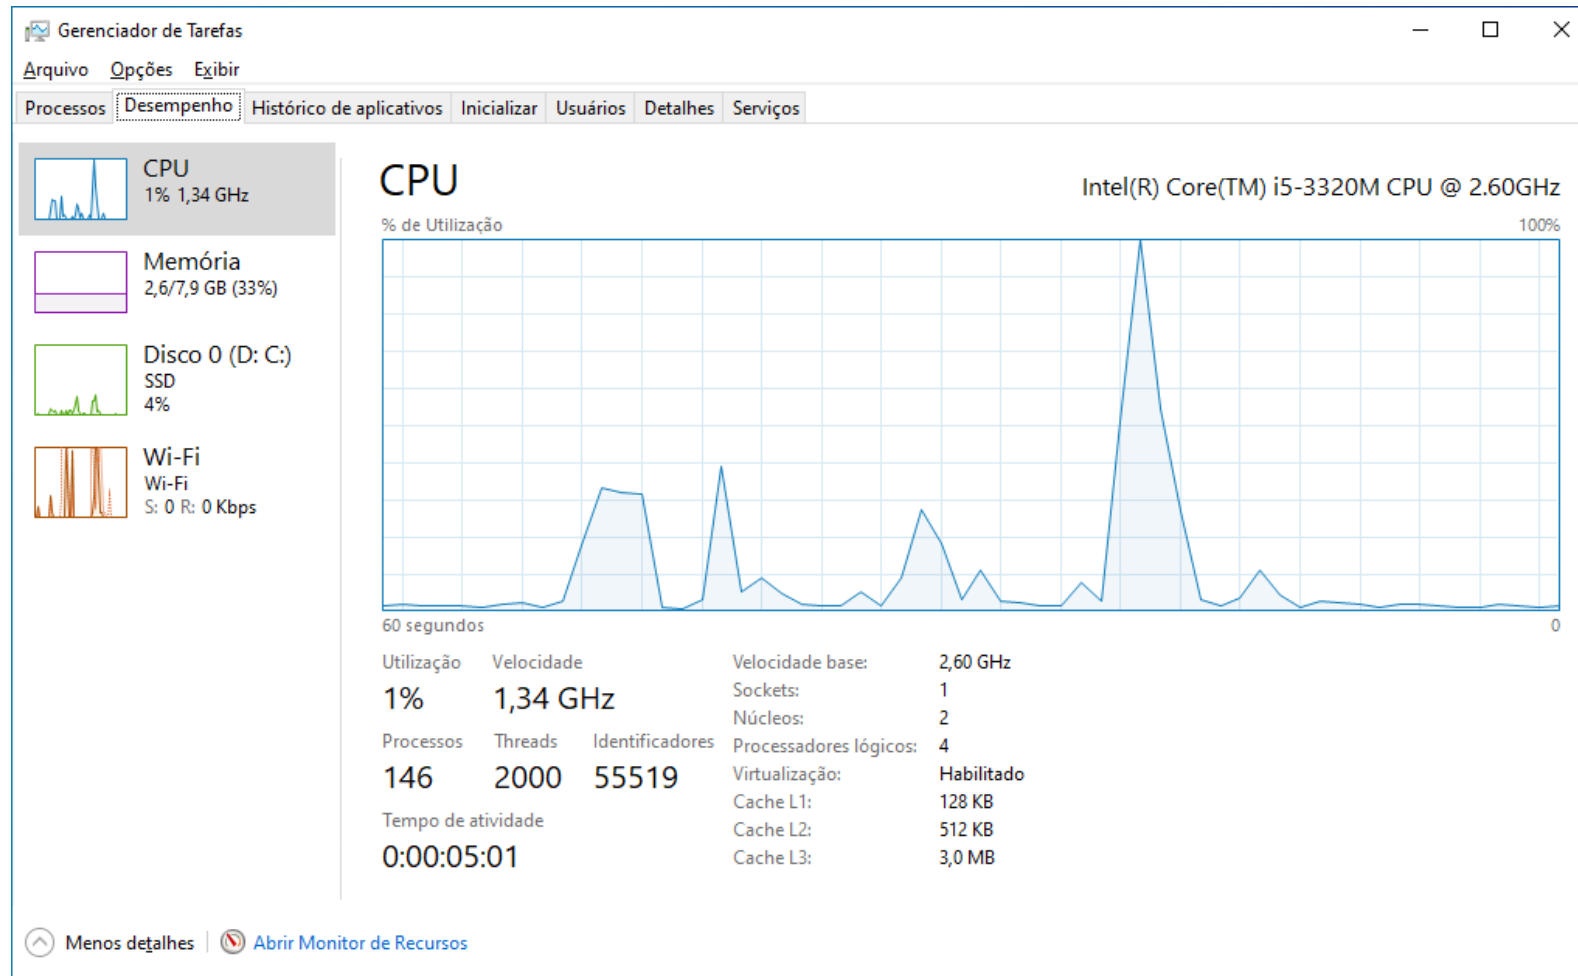 Gerenciador de Tarefas
Arquivo Opções Exibir
Processos Desempenho Histórico de aplicativos Inicializar Usuários Detalhes Serviços
CPU
1% 1,34 GHz
Memória
2,6/7,9 GB (33%)
Disco 0 (D: C:)
SSD
4%
Wi-Fi
Wi-Fi
S: 0 R: 0 Kbps
CPU
Intel(R) Core(TM) i5-3320M CPU @ 2.60GHz
% de Utilização 100%
60 segundos 0
Utilização Velocidade
1% 1,34 GHz
Processos Threads Identificadores
146 2000 55519
Tempo de atividade
0:00:05:01
Velocidade base: 2,60 GHz
Sockets: 1
Núcleos: 2
Processadores lógicos: 4
Virtualização: Habilitado
Cache L1: 128 KB
Cache L2: 512 KB
Cache L3: 3,0 MB
Menos detalhes Abrir Monitor de Recursos